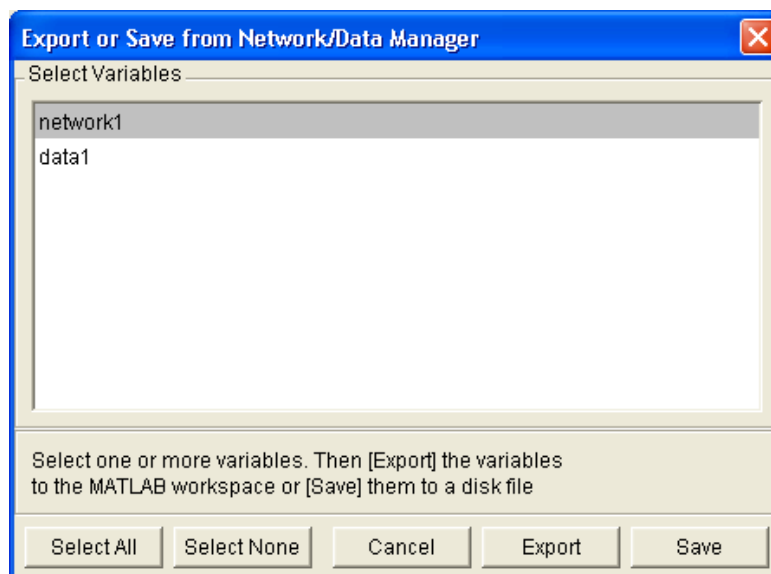 Export or Save from Network/Data Manager
Select Variables
network1
data1
Select one or more variables. Then [Export] the variables
to the MATLAB workspace or [Save] them to a disk file
Select All Select None Cancel Export Save